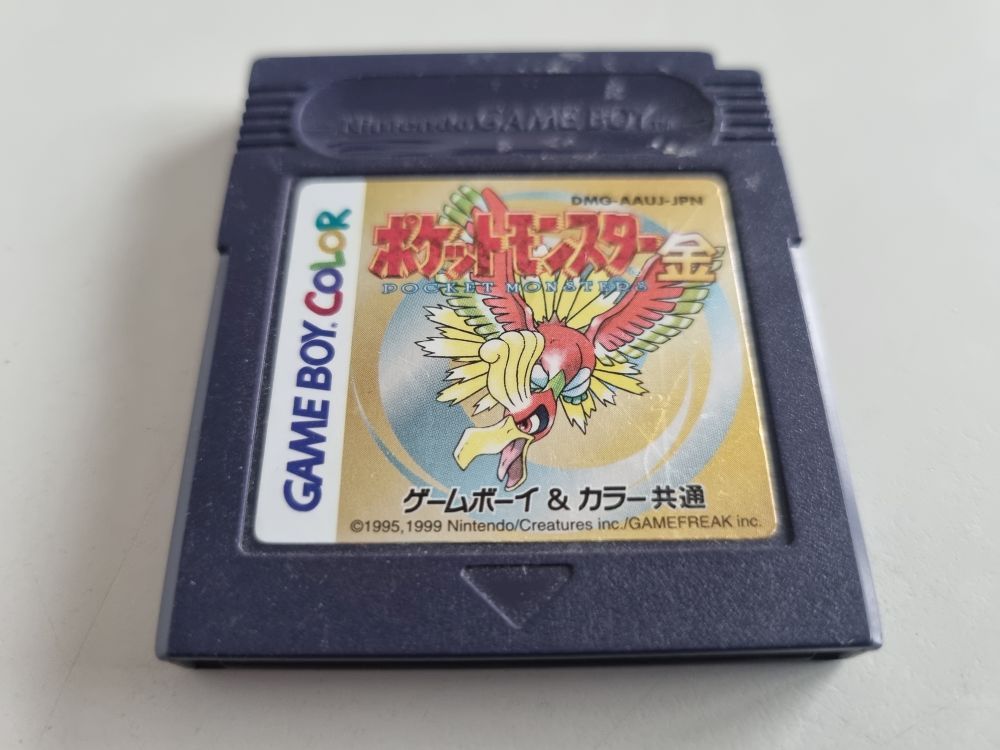 Nintendo GAME BOY
GAME BOY COLOR
DMG-AAUJ-JPN
ポケットモンスター金
POCKET MONSTERS
ゲームボーイ & カラー共通
©1995,1999 Nintendo/Creatures inc./GAMEFREAK inc.